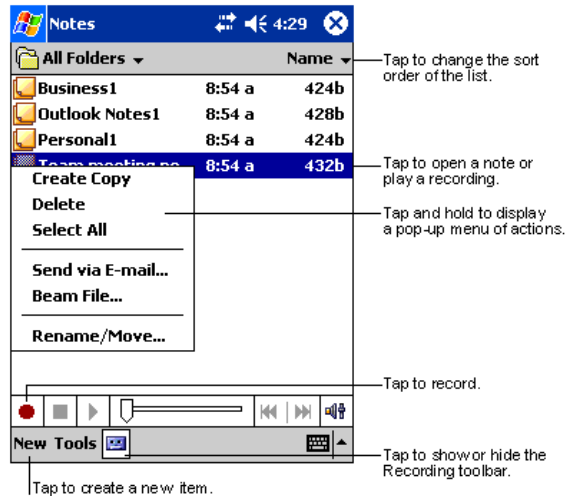 Notes 4:29
All Folders Name
Tap to change the sort
order of the list.
Business1 8:54 a 424b
Outlook Notes1 8:54 a 428b
Personal1 8:54 a 424b
Team meeting no 8:54 a 432b
Tap to open a note or
play a recording.
Create Copy
Delete
Select All
Tap and hold to display
a pop-up menu of actions.
Send via E-mail...
Beam File...
Rename/Move...
Tap to record.
New Tools
Tap to show or hide the
Recording toolbar.
Tap to create a new item.